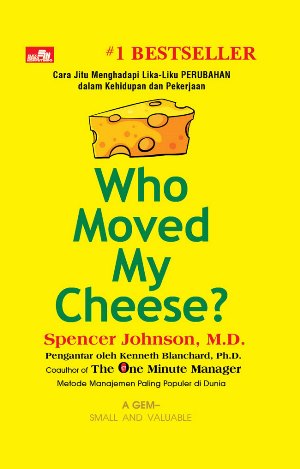 #1 BESTSELLER
Cara Jitu Menghadapi Lika-Liku PERUBAHAN
dalam Kehidupan dan Pekerjaan
Who
Moved
My
Cheese?
Spencer Johnson, M.D.
Pengantar oleh Kenneth Blanchard, Ph.D.
Coauthor of The One Minute Manager
Metode Manajemen Paling Populer di Dunia
A GEM–
SMALL AND VALUABLE